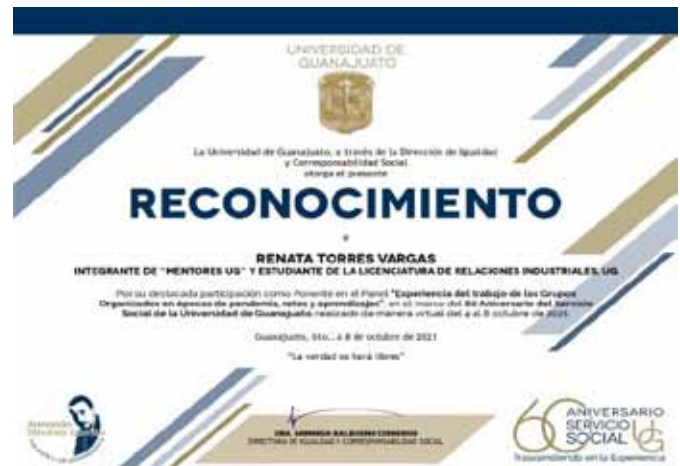 UNIVERSIDAD DE
GUANAJUATO
La Universidad de Guanajuato, a través de la Dirección de Igualdad
y Corresponsabilidad Social
otorga el presente
RECONOCIMIENTO
a
RENATA TORRES VARGAS
INTEGRANTE DE "MENTORES UG" Y ESTUDIANTE DE LA LICENCIATURA DE RELACIONES INDUSTRIALES, UG
Por su destacada participación como Ponente en el Panel "Experiencia del trabajo de los Grupos
Organizados en épocas de pandemia, retos y aprendizajes", en el marco del 60 Aniversario del Servicio
Social de la Universidad de Guanajuato, realizado de manera virtual del 4 al 8 octubre de 2021.
Guanajuato, Gto., a 8 de octubre de 2021
"La verdad os hará libres"
DIRECTORA DE IGUALDAD Y CORRESPONSABILIDAD SOCIAL
60 ANIVERSARIO
SERVICIO
SOCIAL UG
Trascendiendo en la Experiencia